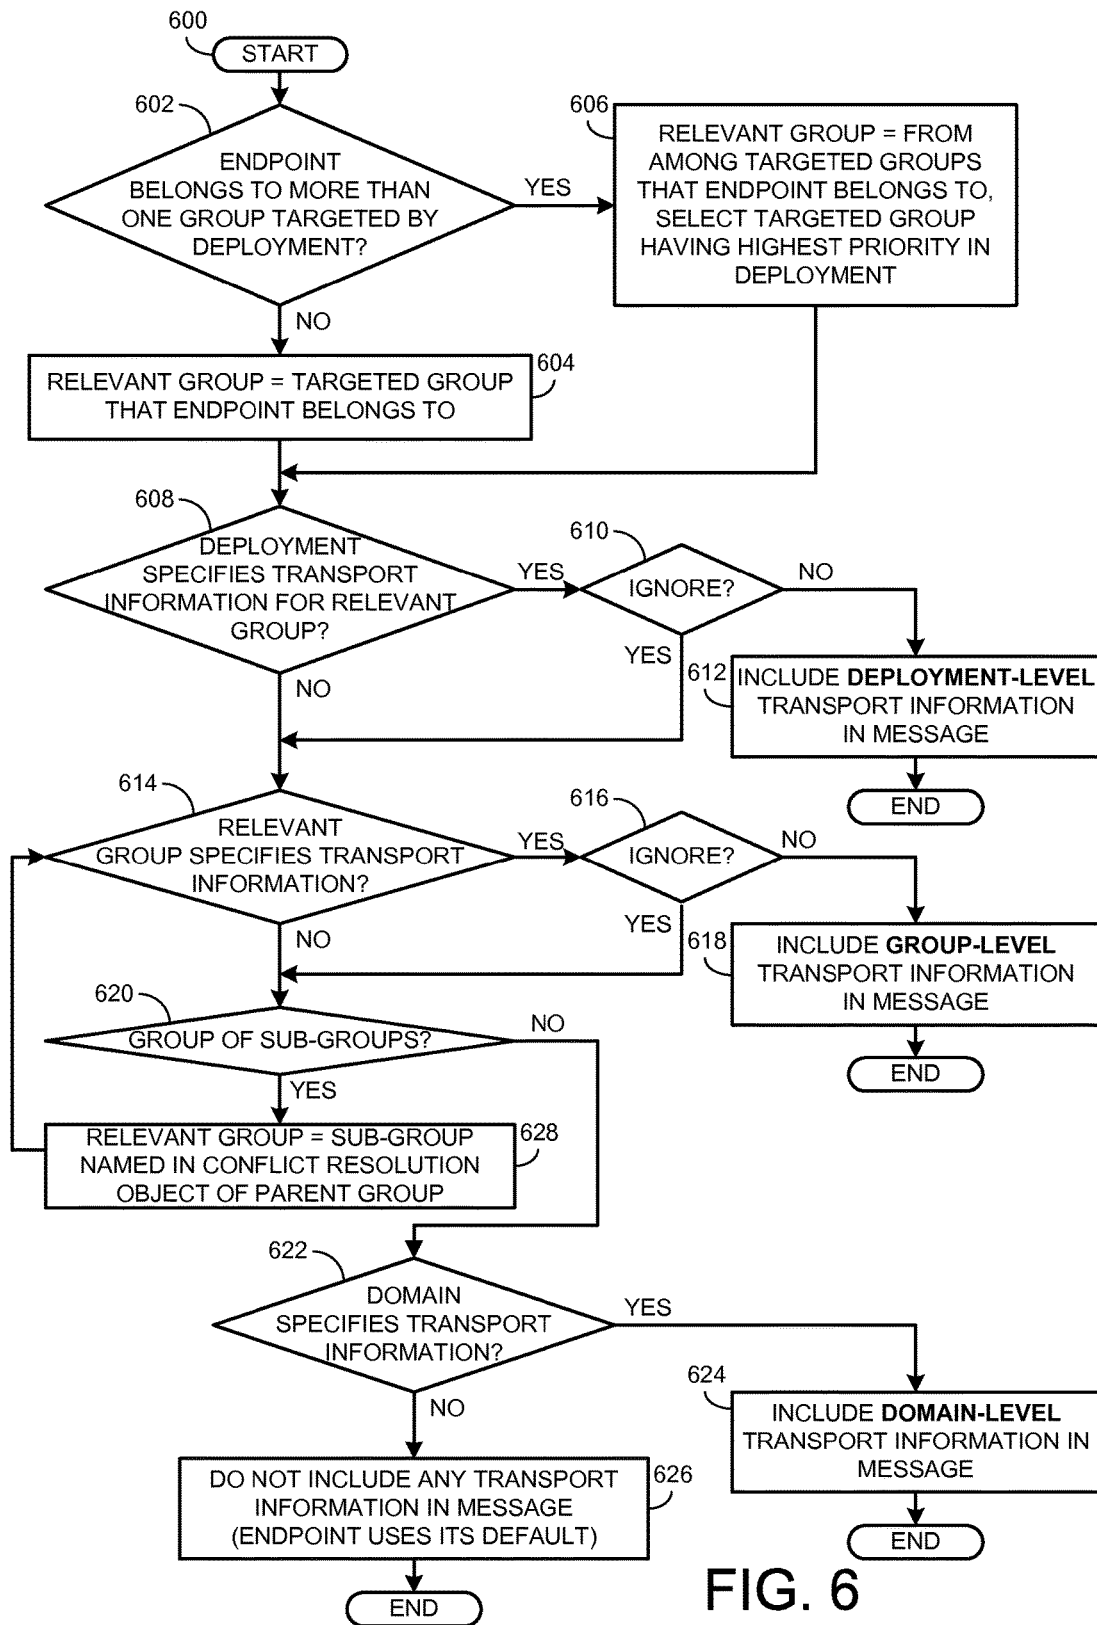 600
START
602
ENDPOINT
BELONGS TO MORE THAN
ONE GROUP TARGETED BY
DEPLOYMENT?
YES
606
RELEVANT GROUP = FROM
AMONG TARGETED GROUPS
THAT ENDPOINT BELONGS TO,
SELECT TARGETED GROUP
HAVING HIGHEST PRIORITY IN
DEPLOYMENT
NO
RELEVANT GROUP = TARGETED GROUP
THAT ENDPOINT BELONGS TO
604
608
DEPLOYMENT
SPECIFIES TRANSPORT
INFORMATION FOR RELEVANT
GROUP?
YES
610
IGNORE?
NO
YES
NO
612
INCLUDE DEPLOYMENT-LEVEL
TRANSPORT INFORMATION
IN MESSAGE
END
614
RELEVANT
GROUP SPECIFIES TRANSPORT
INFORMATION?
YES
616
IGNORE?
NO
YES
NO
618
INCLUDE GROUP-LEVEL
TRANSPORT INFORMATION
IN MESSAGE
END
620
GROUP OF SUB-GROUPS?
NO
YES
RELEVANT GROUP = SUB-GROUP
NAMED IN CONFLICT RESOLUTION
OBJECT OF PARENT GROUP
628
622
DOMAIN
SPECIFIES TRANSPORT
INFORMATION?
YES
NO
624
INCLUDE DOMAIN-LEVEL
TRANSPORT INFORMATION IN
MESSAGE
END
DO NOT INCLUDE ANY TRANSPORT
INFORMATION IN MESSAGE
(ENDPOINT USES ITS DEFAULT)
626
END
FIG. 6